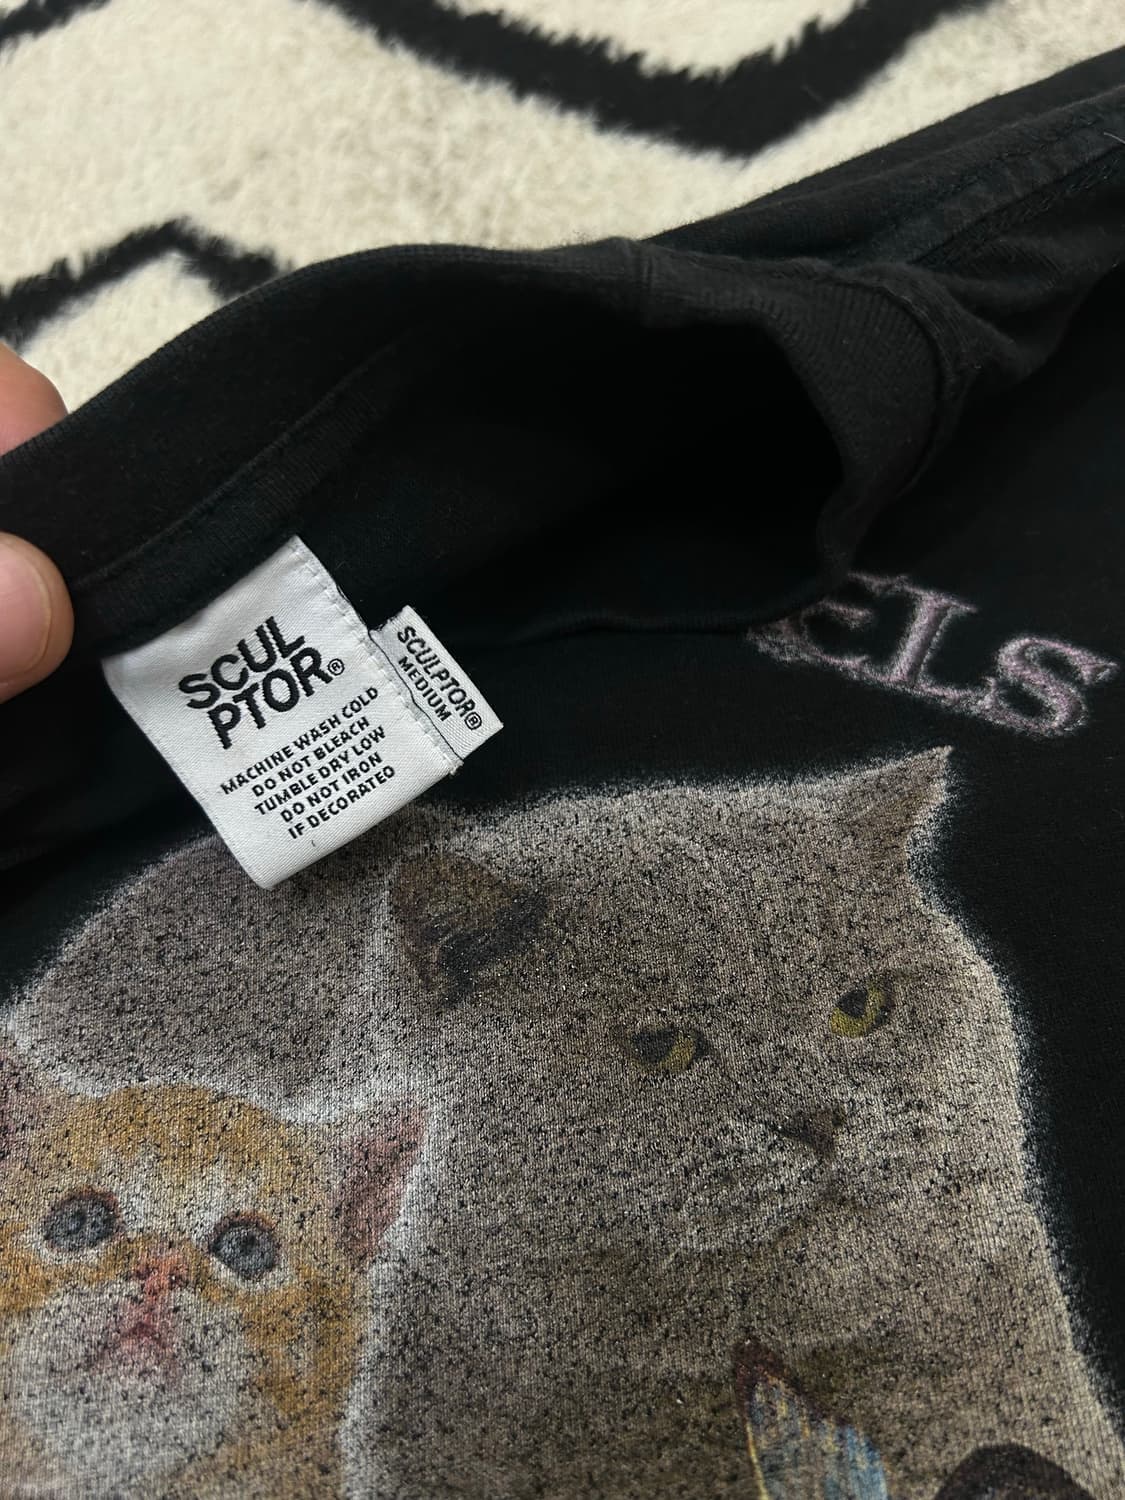 SCUL
PTOR®
MACHINE WASH COLD
DO NOT BLEACH
TUMBLE DRY LOW
DO NOT IRON
IF DECORATED
SCULPTOR®
MEDIUM
ELS